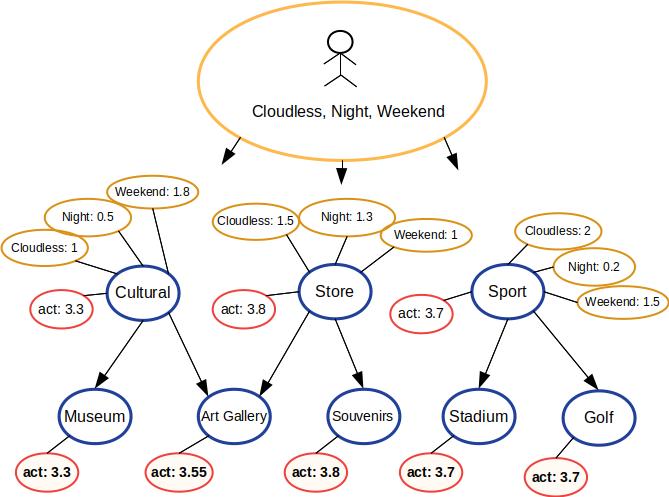 Cloudless, Night, Weekend
Weekend: 1.8
Night: 0.5
Cloudless: 1
Cultural
act: 3.3
Cloudless: 1.5
Night: 1.3
Weekend: 1
Store
act: 3.8
Cloudless: 2
Night: 0.2
Weekend: 1.5
Sport
act: 3.7
Museum
Art Gallery
Souvenirs
Stadium
Golf
act: 3.3
act: 3.55
act: 3.8
act: 3.7
act: 3.7